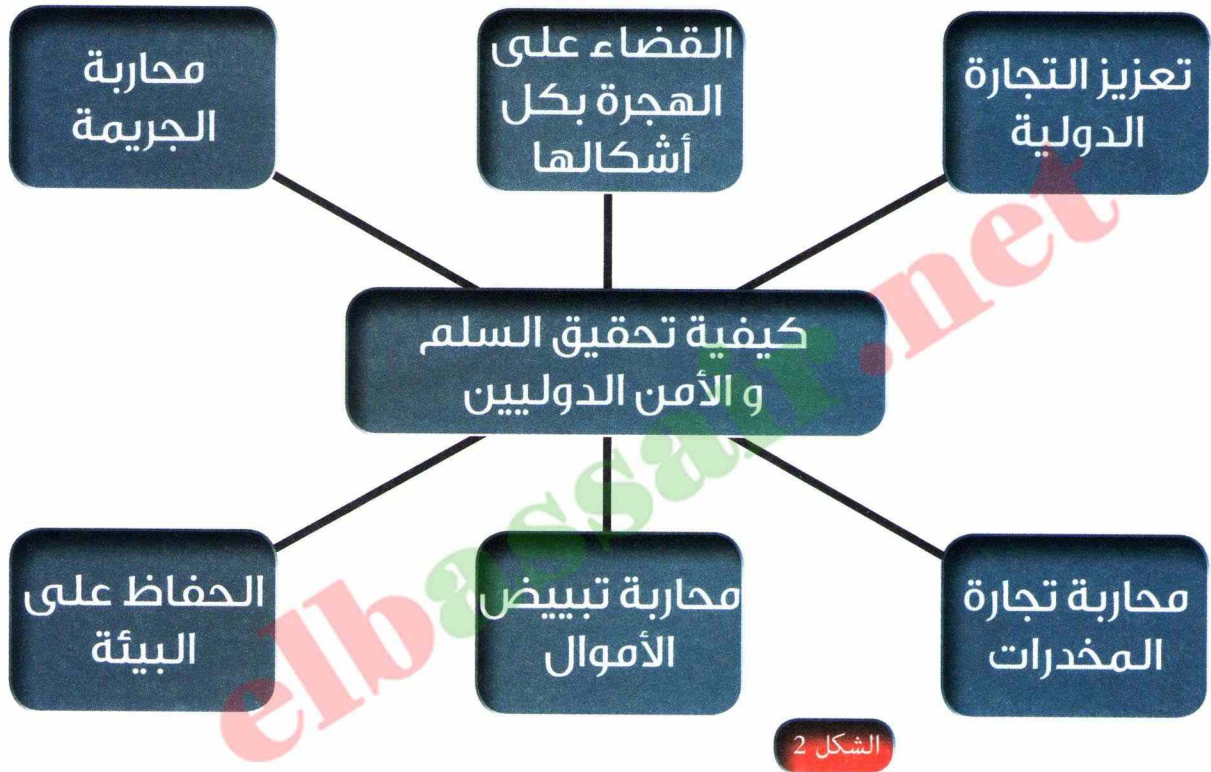 تعزيز التجارة
الدولية
القضاء على
الهجرة بكل
أشكالها
محاربة
الجريمة
كيفية تحقيق السلم
و الأمن الدوليين
محاربة تجارة
المخدرات
محاربة تبييض
الأموال
الحفاظ على
البيئة
الشكل 2
elbassair.net